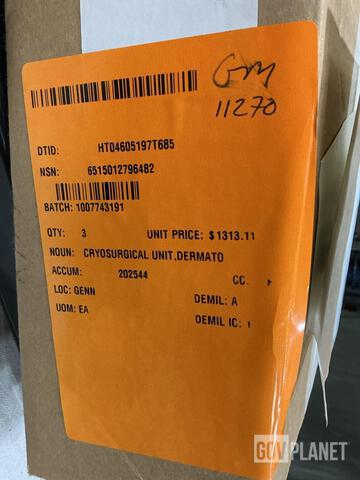 Gm
11270
DTID: HT04605197T685
NSN: 6515012796482
BATCH: 1007743191
QTY: 3 UNIT PRICE: $1313.11
NOUN: CRYOSURGICAL UNIT,DERMATO
ACCUM: 202544
LOC: GENN DEMIL: A
UOM: EA DEMIL IC:
GOVPLANET